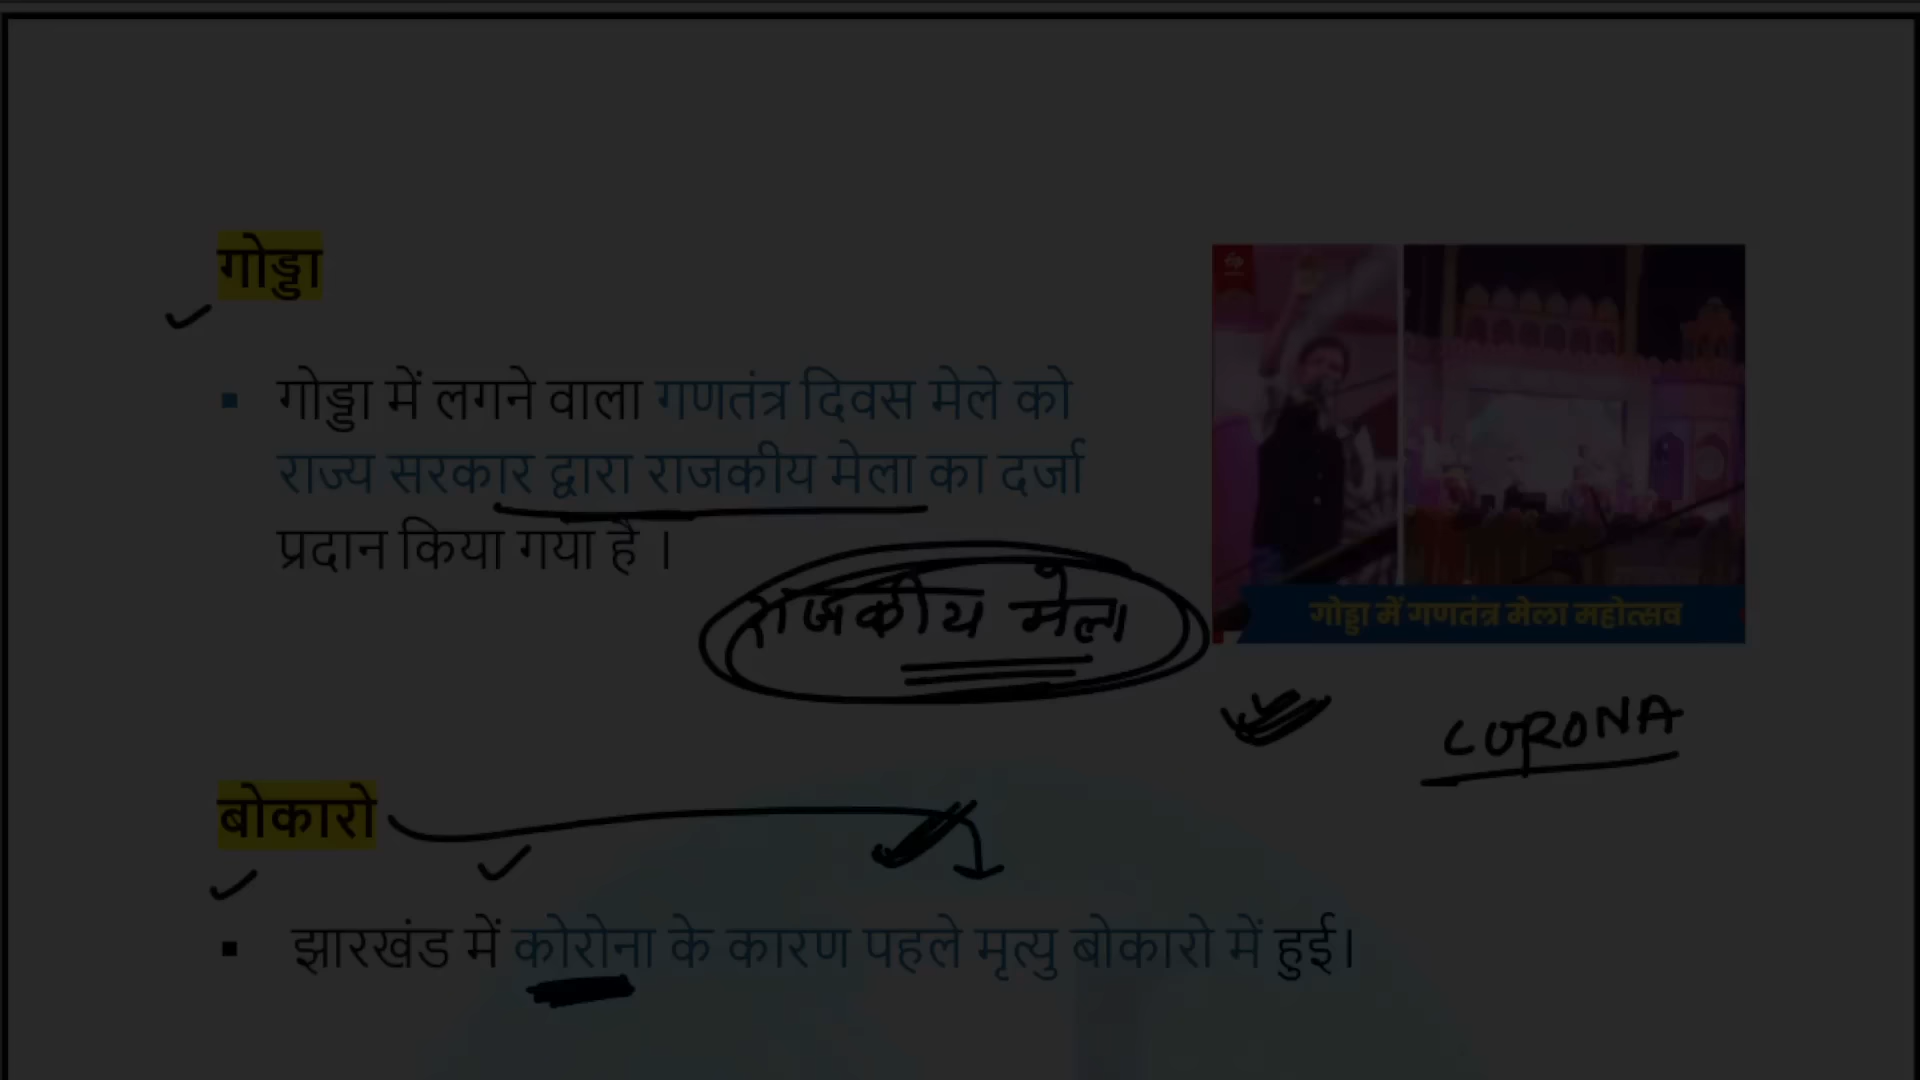 गोड्डा
गोड्डा में लगने वाला गणतंत्र दिवस मेले को
राज्य सरकार द्वारा राजकीय मेला का दर्जा
प्रदान किया गया है ।
राजकीय मेला
गोड्डा में गणतंत्र मेला महोत्सव
CORONA
बोकारो
झारखंड में कोरोना के कारण पहले मृत्यु बोकारो में हुई।